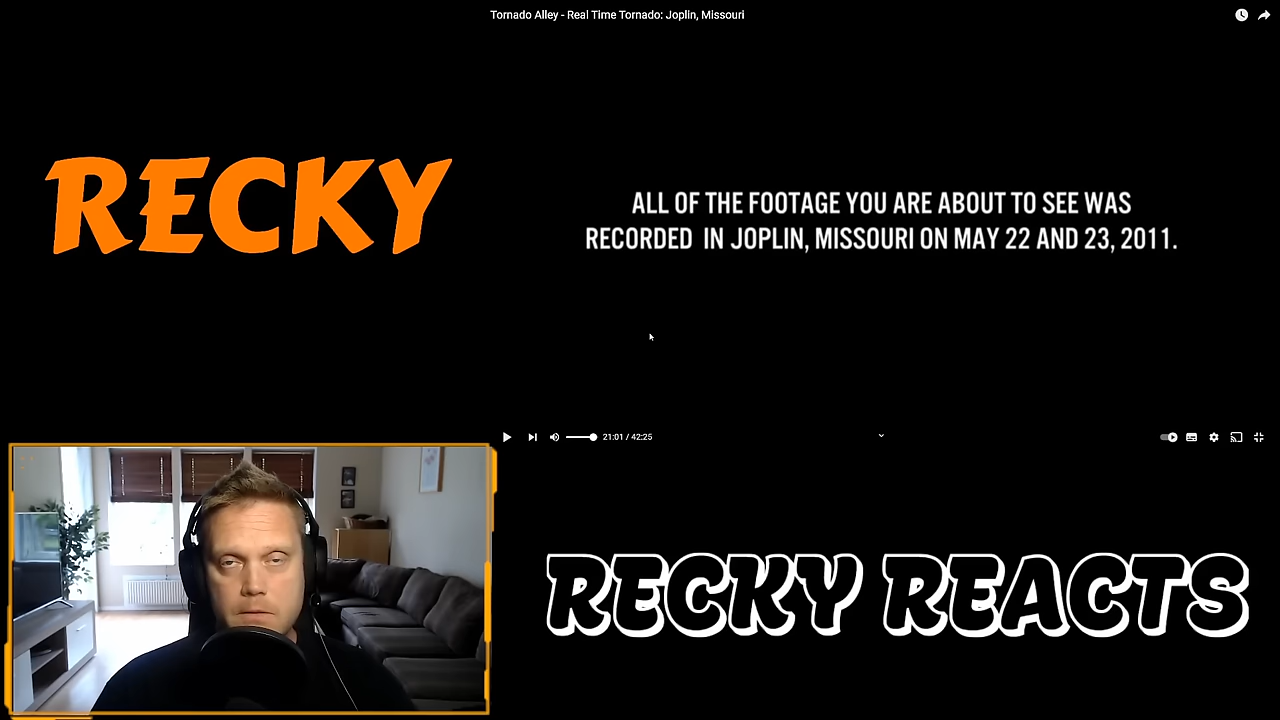 Tornado Alley - Real Time Tornado: Joplin, Missouri
RECKY
ALL OF THE FOOTAGE YOU ARE ABOUT TO SEE WAS
RECORDED IN JOPLIN, MISSOURI ON MAY 22 AND 23, 2011.
21:01 / 42:25
RECKY REACTS